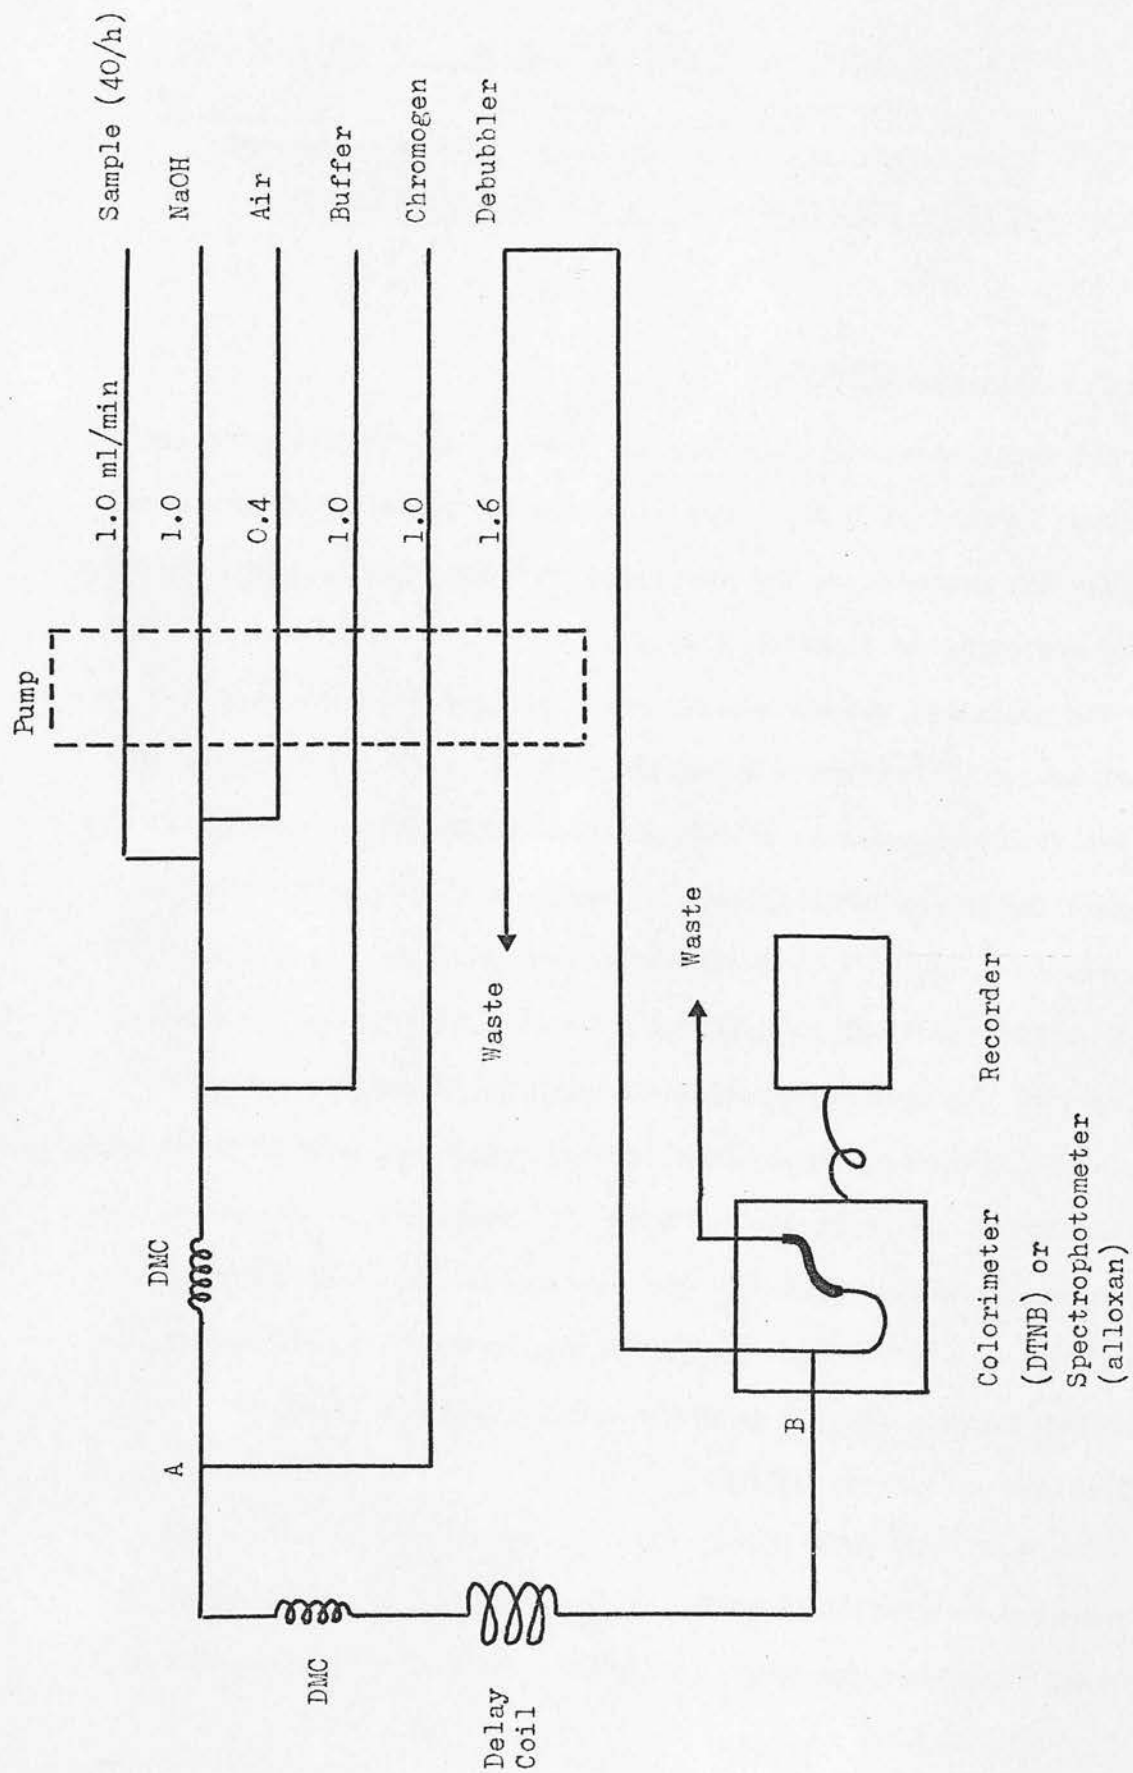 Pump
1.0 ml/min
Sample (40/h)
1.0
NaOH
0.4
Air
1.0
Buffer
1.0
Chromogen
1.6
Debubbler
Waste
DMC
A
DMC
Delay
Coil
Waste
B
Recorder
Colorimeter
(DTNB) or
Spectrophotometer
(alloxan)